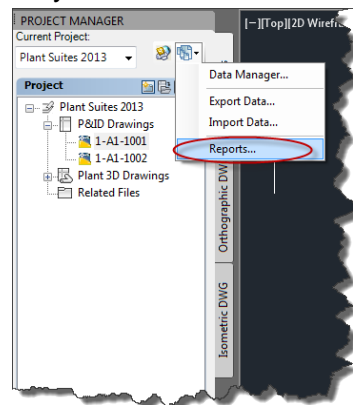 PROJECT MANAGER
[−][Top][2D Wirefr
Current Project:
Plant Suites 2013
Data Manager...
Project
Export Data...
Plant Suites 2013
Import Data...
P&ID Drawings
1-A1-1001
Reports...
1-A1-1002
Plant 3D Drawings
Related Files
Orthographic DWG
Isometric DWG